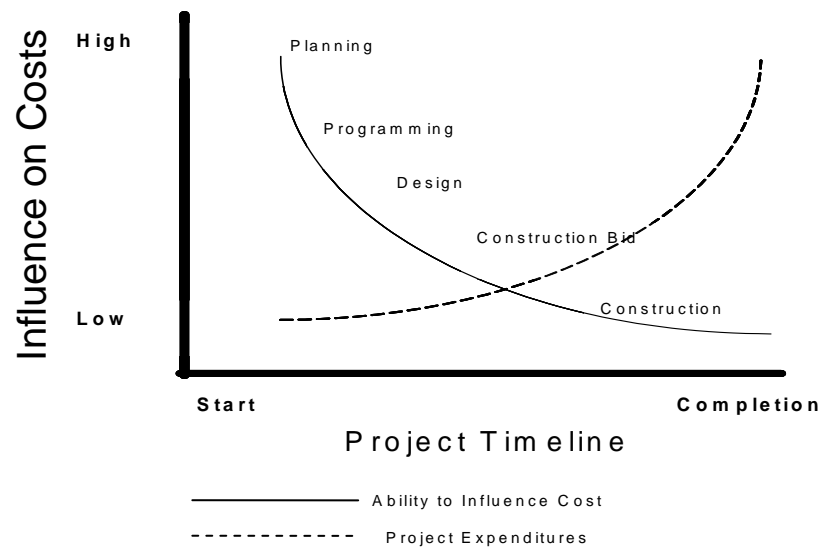 High
Planning
Programming
Design
Construction Bid
Construction
Low
Influence on Costs
Start
Completion
Project Timeline
Ability to Influence Cost
Project Expenditures